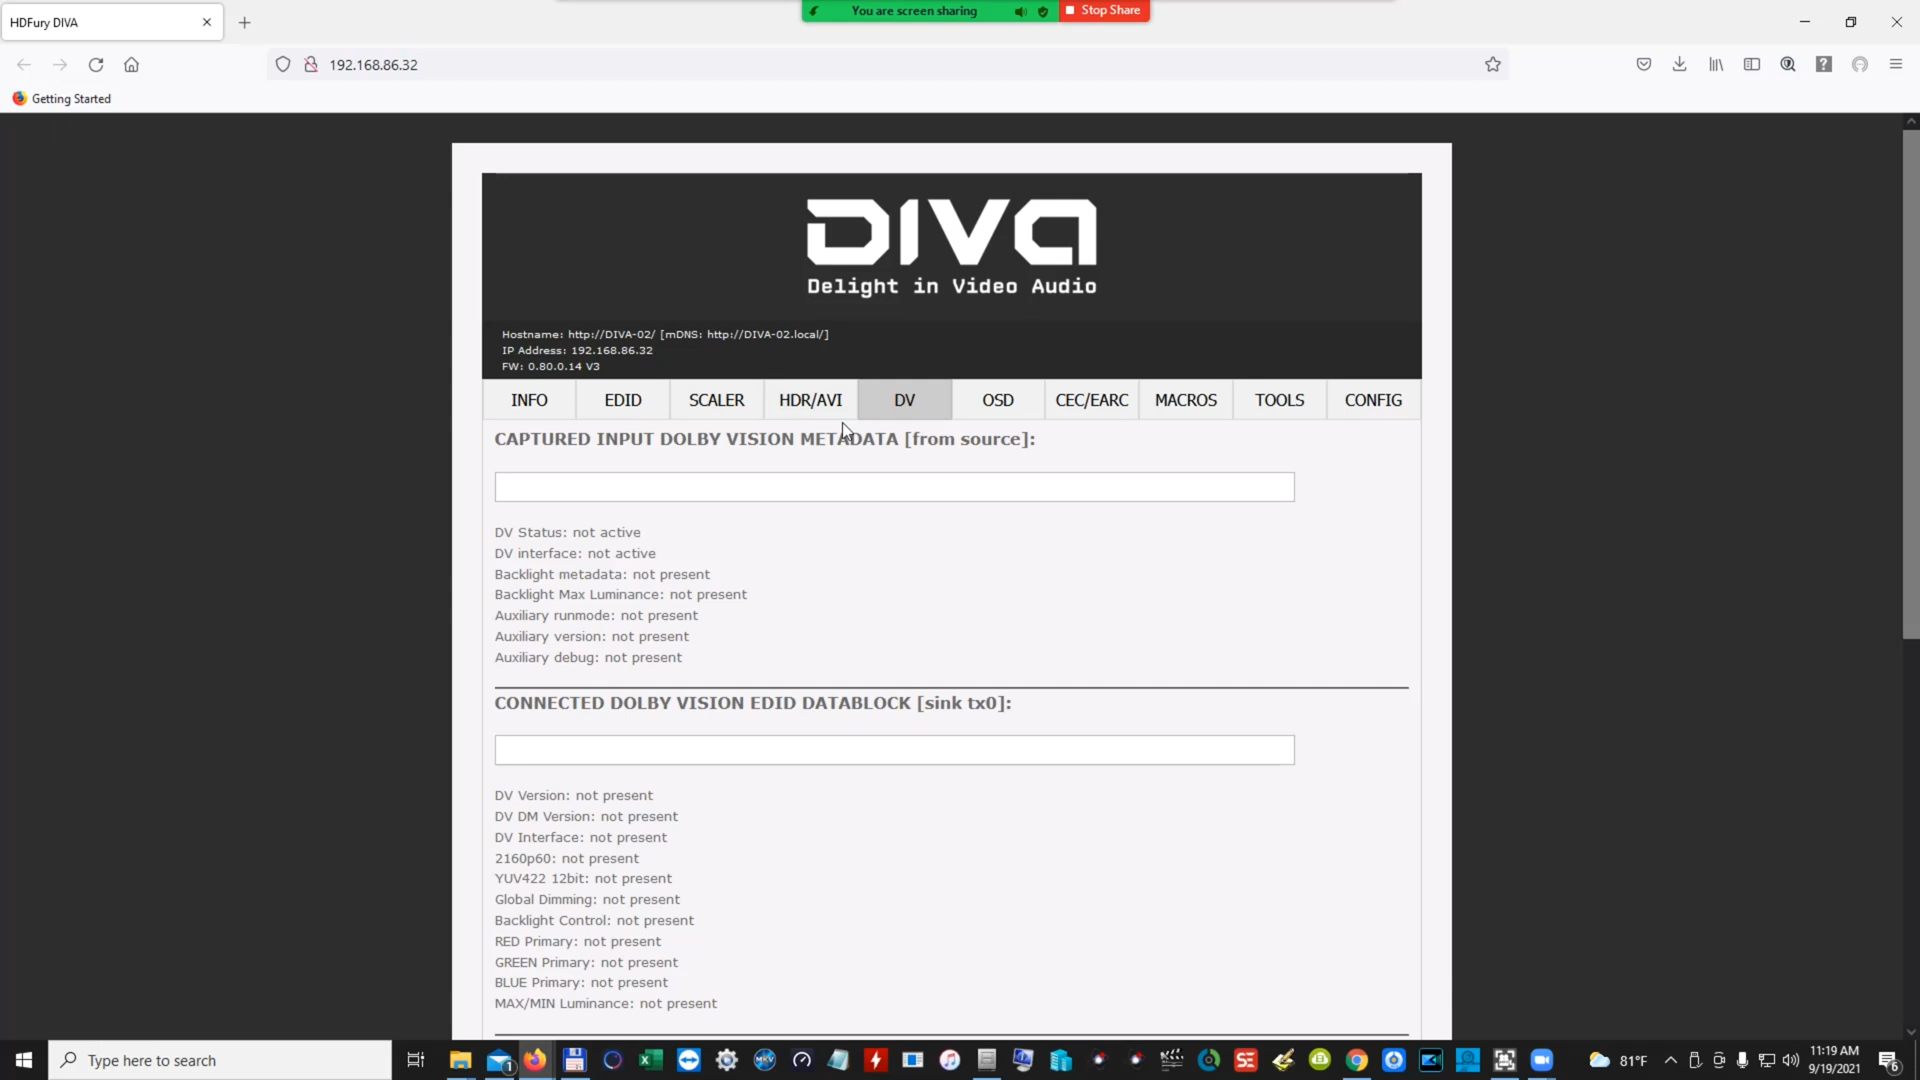 HDFury DIVA
You are screen sharing
Stop Share
192.168.86.32
Getting Started
DIVA
Delight in Video Audio
Hostname: http://DIVA-02/ [mDNS: http://DIVA-02.local/]
IP Address: 192.168.86.32
FW: 0.80.0.14 V3
INFO EDID SCALER HDR/AVI DV OSD CEC/EARC MACROS TOOLS CONFIG
CAPTURED INPUT DOLBY VISION METADATA [from source]:
DV Status: not active
DV interface: not active
Backlight metadata: not present
Backlight Max Luminance: not present
Auxiliary runmode: not present
Auxiliary version: not present
Auxiliary debug: not present
CONNECTED DOLBY VISION EDID DATABLOCK [sink tx0]:
DV Version: not present
DV DM Version: not present
DV Interface: not present
2160p60: not present
YUV422 12bit: not present
Global Dimming: not present
Backlight Control: not present
RED Primary: not present
GREEN Primary: not present
BLUE Primary: not present
MAX/MIN Luminance: not present
Type here to search
1
MKV
SE
81°F
11:19 AM
9/19/2021
6